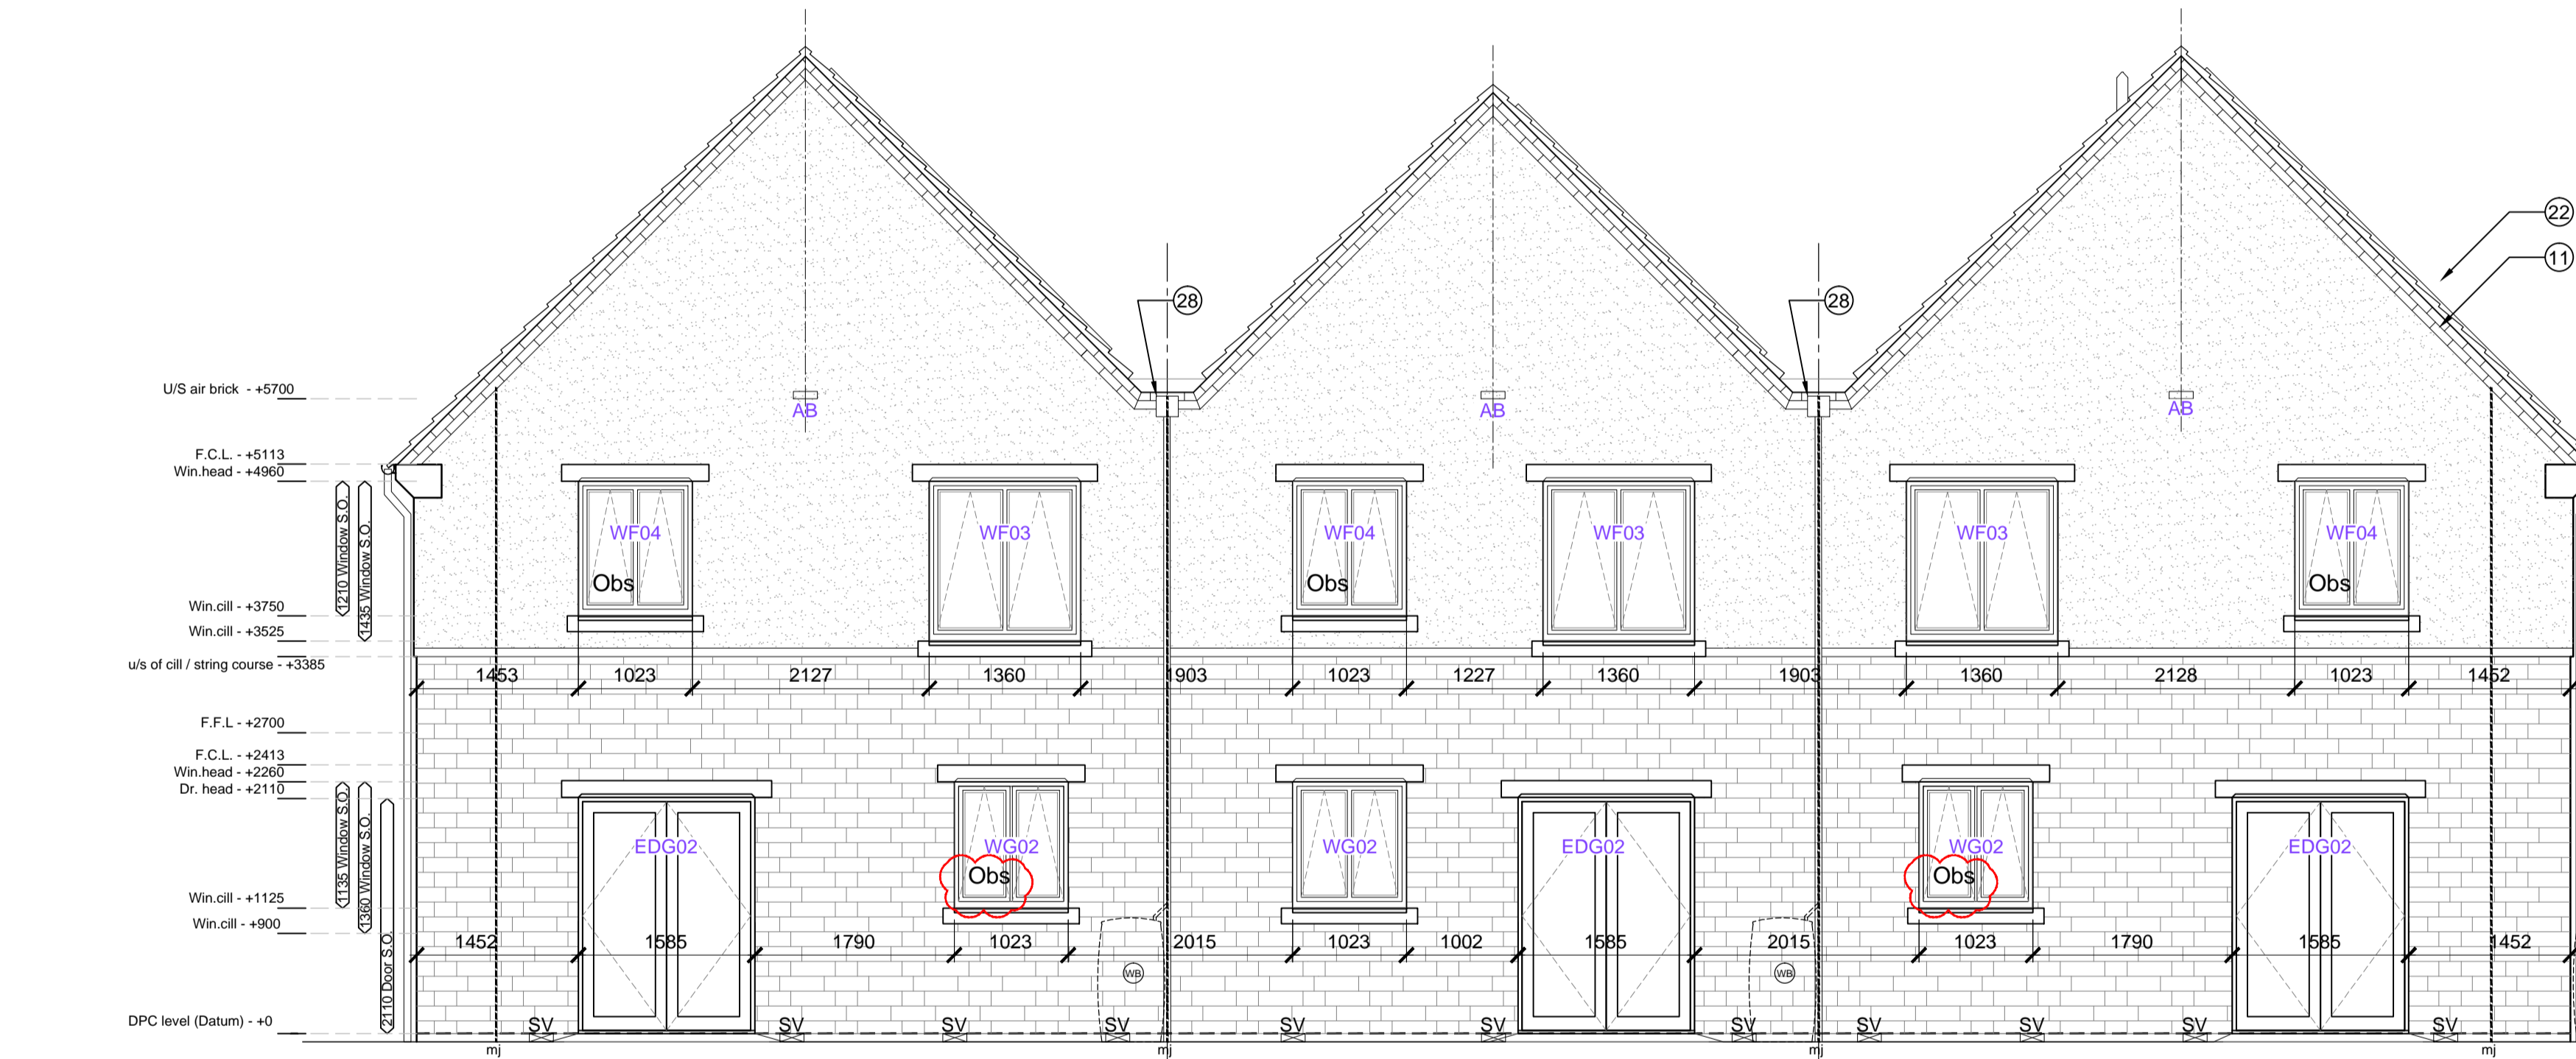 22
11
28
28
U/S air brick - +5700
AB
AB
AB
F.C.L. - +5113
Win.head - +4960
1210 Window S.O.
1435 Window S.O.
WF04
WF03
WF04
WF03
WF03
WF04
Obs
Obs
Obs
Win.cill - +3750
Win.cill - +3525
u/s of cill / string course - +3385
1453 1023 2127 1360 1903 1023 1227 1360 1903 1360 2128 1023 1452
F.F.L - +2700
F.C.L. - +2413
Win.head - +2260
Dr. head - +2110
1135 Window S.O.
1360 Window S.O.
2110 Door S.O.
EDG02
WG02
WG02
EDG02
WG02
EDG02
Obs
Obs
Win.cill - +1125
Win.cill - +900
1452 1585 1790 1023 2015 1023 1002 1585 2015 1023 1790 1585 1452
WB
WB
DPC level (Datum) - +0
SV SV SV SV SV SV SV SV SV SV SV
mj mj mj mj